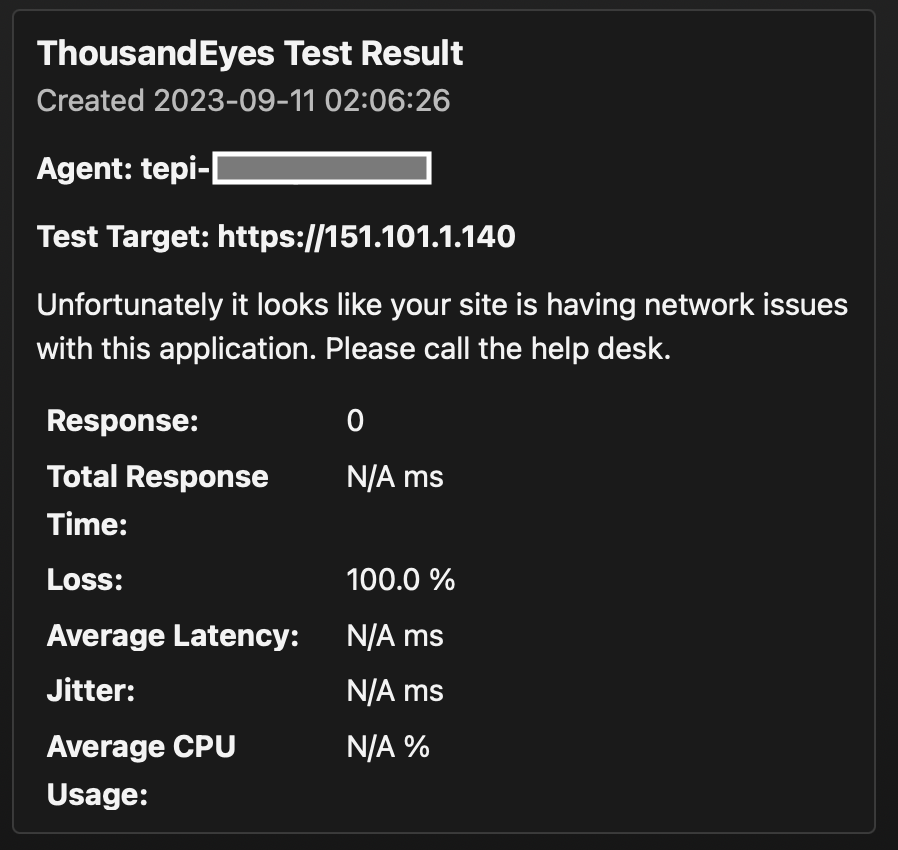 ThousandEyes Test Result
Created 2023-09-11 02:06:26
Agent: tepi-
Test Target: https://151.101.1.140
Unfortunately it looks like your site is having network issues
with this application. Please call the help desk.
Response: 0
Total Response N/A ms
Time:
Loss: 100.0 %
Average Latency: N/A ms
Jitter: N/A ms
Average CPU N/A %
Usage: